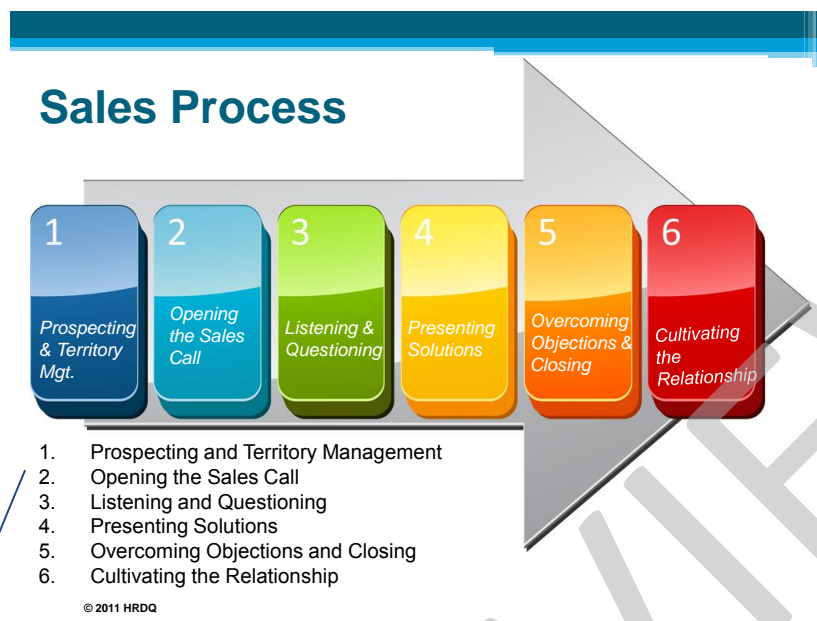 Sales Process
1
2
3
4
5
6
Prospecting
& Territory
Mgt.
Opening
the Sales
Call
Listening &
Questioning
Presenting
Solutions
Overcoming
Objections &
Closing
Cultivating
the
Relationship
1. Prospecting and Territory Management
2. Opening the Sales Call
3. Listening and Questioning
4. Presenting Solutions
5. Overcoming Objections and Closing
6. Cultivating the Relationship
© 2011 HRDQ